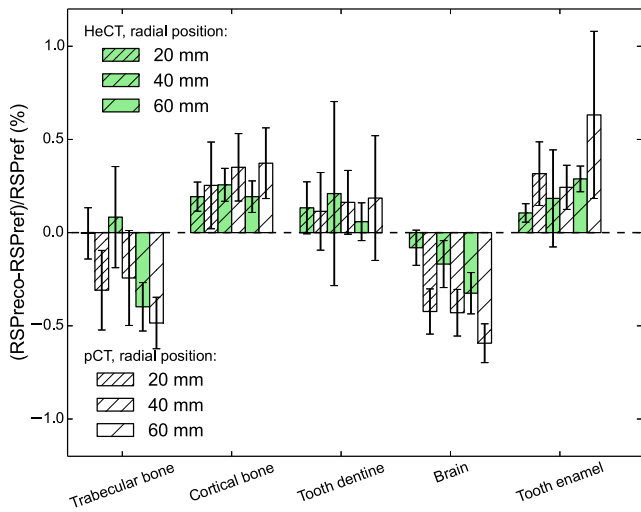 (RSPreco-RSPref)/RSPref (%)
1.0
0.5
0.0
−0.5
−1.0
HeCT, radial position:
20 mm
40 mm
60 mm
pCT, radial position:
20 mm
40 mm
60 mm
Trabecular bone
Cortical bone
Tooth dentine
Brain
Tooth enamel